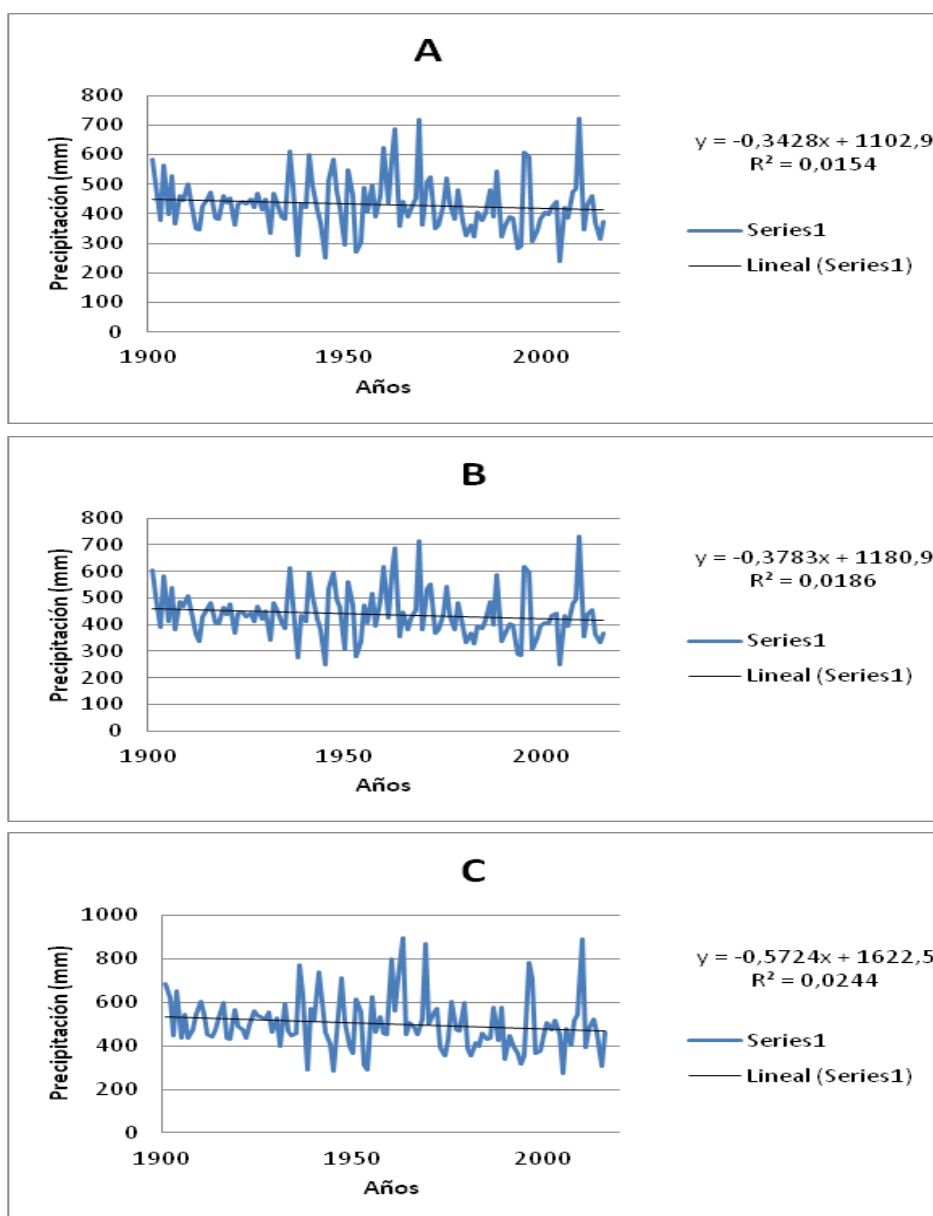 A
Precipitación (mm)
800
700
600
500
400
300
200
100
0
1900
1950
2000
Años
y = -0,3428x + 1102,9
R² = 0,0154
Series1
Lineal (Series1)
B
Precipitación (mm)
800
700
600
500
400
300
200
100
0
1900
1950
2000
Años
y = -0,3783x + 1180,9
R² = 0,0186
Series1
Lineal (Series1)
C
Precipitación (mm)
1000
800
600
400
200
0
1900
1950
2000
Años
y = -0,5724x + 1622,5
R² = 0,0244
Series1
Lineal (Series1)